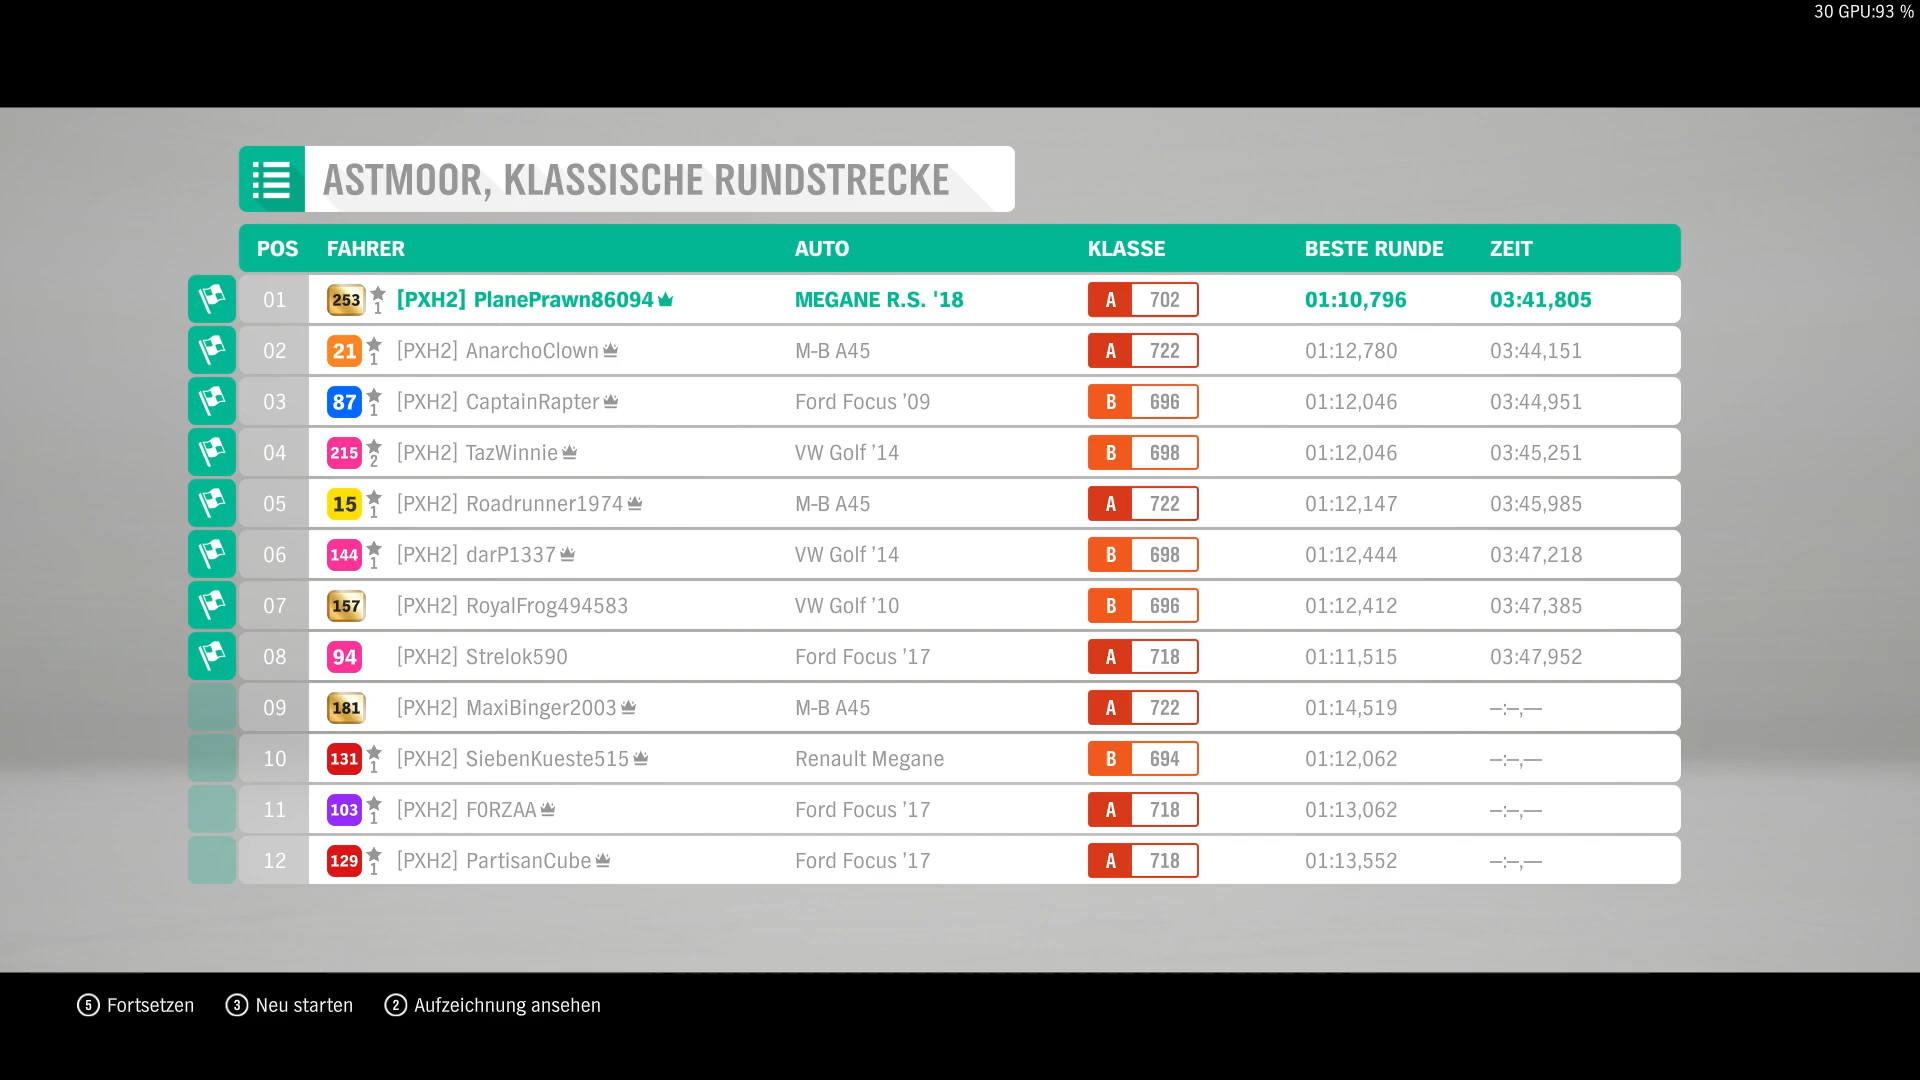 30 GPU:93 %
ASTMOOR, KLASSISCHE RUNDSTRECKE
POS FAHRER AUTO KLASSE BESTE RUNDE ZEIT
01 253 1 [PXH2] PlanePrawn86094 MEGANE R.S. '18 A 702 01:10,796 03:41,805
02 21 1 [PXH2] AnarchoClown M-B A45 A 722 01:12,780 03:44,151
03 87 1 [PXH2] CaptainRapter Ford Focus '09 B 696 01:12,046 03:44,951
04 215 2 [PXH2] TazWinnie VW Golf '14 B 698 01:12,046 03:45,251
05 15 1 [PXH2] Roadrunner1974 M-B A45 A 722 01:12,147 03:45,985
06 144 1 [PXH2] darP1337 VW Golf '14 B 698 01:12,444 03:47,218
07 157 [PXH2] RoyalFrog494583 VW Golf '10 B 696 01:12,412 03:47,385
08 94 [PXH2] Strelok590 Ford Focus '17 A 718 01:11,515 03:47,952
09 181 [PXH2] MaxiBinger2003 M-B A45 A 722 01:14,519 –:–,—
10 131 1 [PXH2] SiebenKueste515 Renault Megane B 694 01:12,062 –:–,—
11 103 1 [PXH2] F0RZAA Ford Focus '17 A 718 01:13,062 –:–,—
12 129 1 [PXH2] PartisanCube Ford Focus '17 A 718 01:13,552 –:–,—
5 Fortsetzen 3 Neu starten 2 Aufzeichnung ansehen